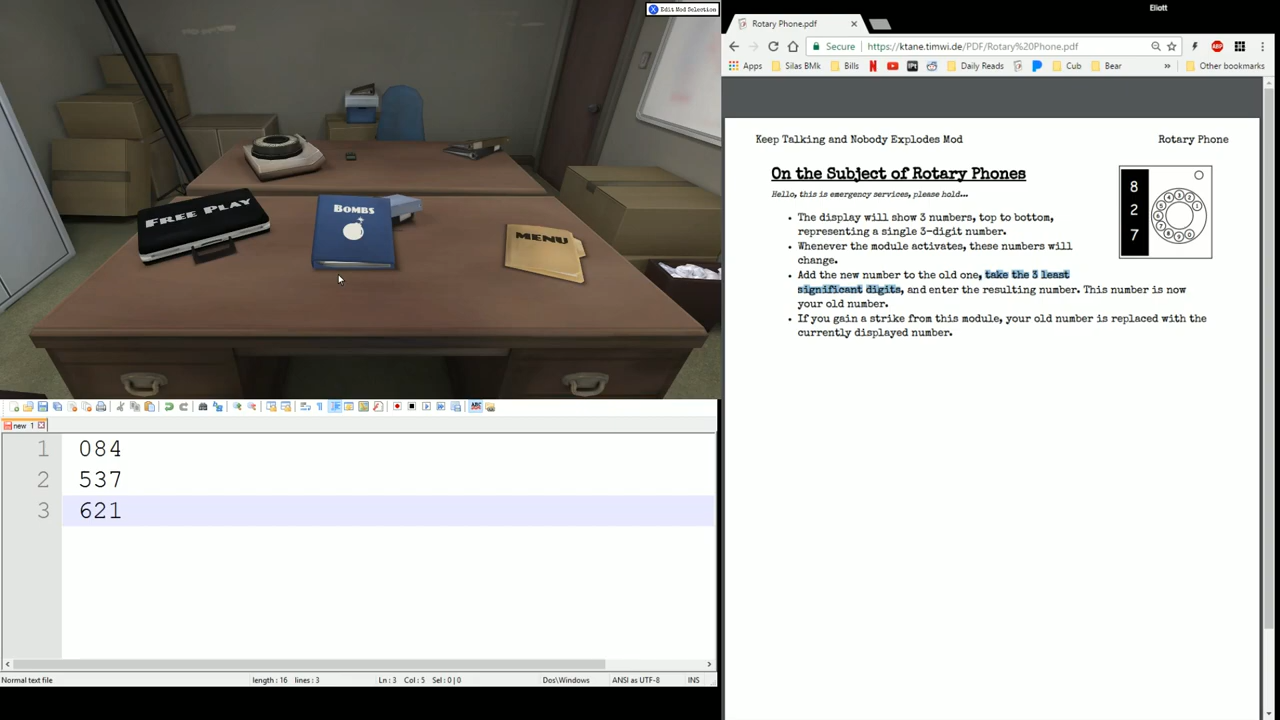 Edit Mod Selection
FREE PLAY
BOMBS
MENU
new 1
1 084
2 537
3 621
Normal text file
length : 16 lines : 3
Ln : 3 Col : 5 Sel : 0 | 0
Dos\Windows
ANSI as UTF-8
INS
Eliott
Rotary Phone.pdf
Secure
https://ktane.timwi.de/PDF/Rotary%20Phone.pdf
Apps
Silas BMk
Bills
Daily Reads
Cub
Bear
»
Other bookmarks
Keep Talking and Nobody Explodes Mod
Rotary Phone
On the Subject of Rotary Phones
Hello, this is emergency services, please hold...
• The display will show 3 numbers, top to bottom,
representing a single 3-digit number.
• Whenever the module activates, these numbers will
change.
• Add the new number to the old one, take the 3 least
significant digits, and enter the resulting number. This number is now
your old number.
• If you gain a strike from this module, your old number is replaced with the
currently displayed number.
8
2
7